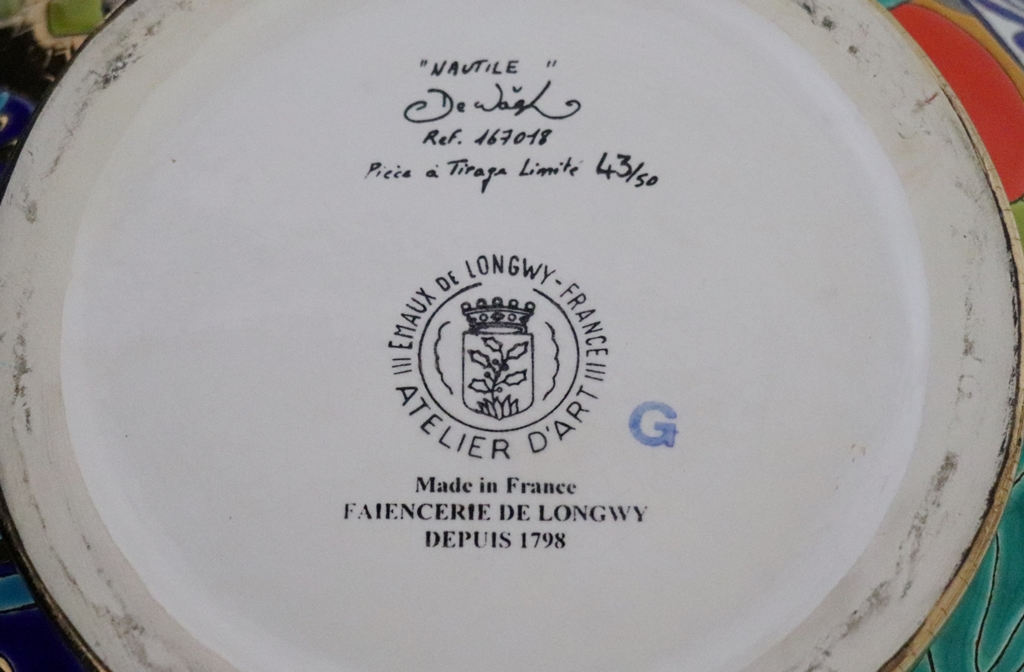 "NAUTILE "
Ref. 167018
Pièce à Tirage Limité 43/50
EMAUX DE LONGWY-FRANCE
ATELIER D'ART
G
Made in France
FAIENCERIE DE LONGWY
DEPUIS 1798